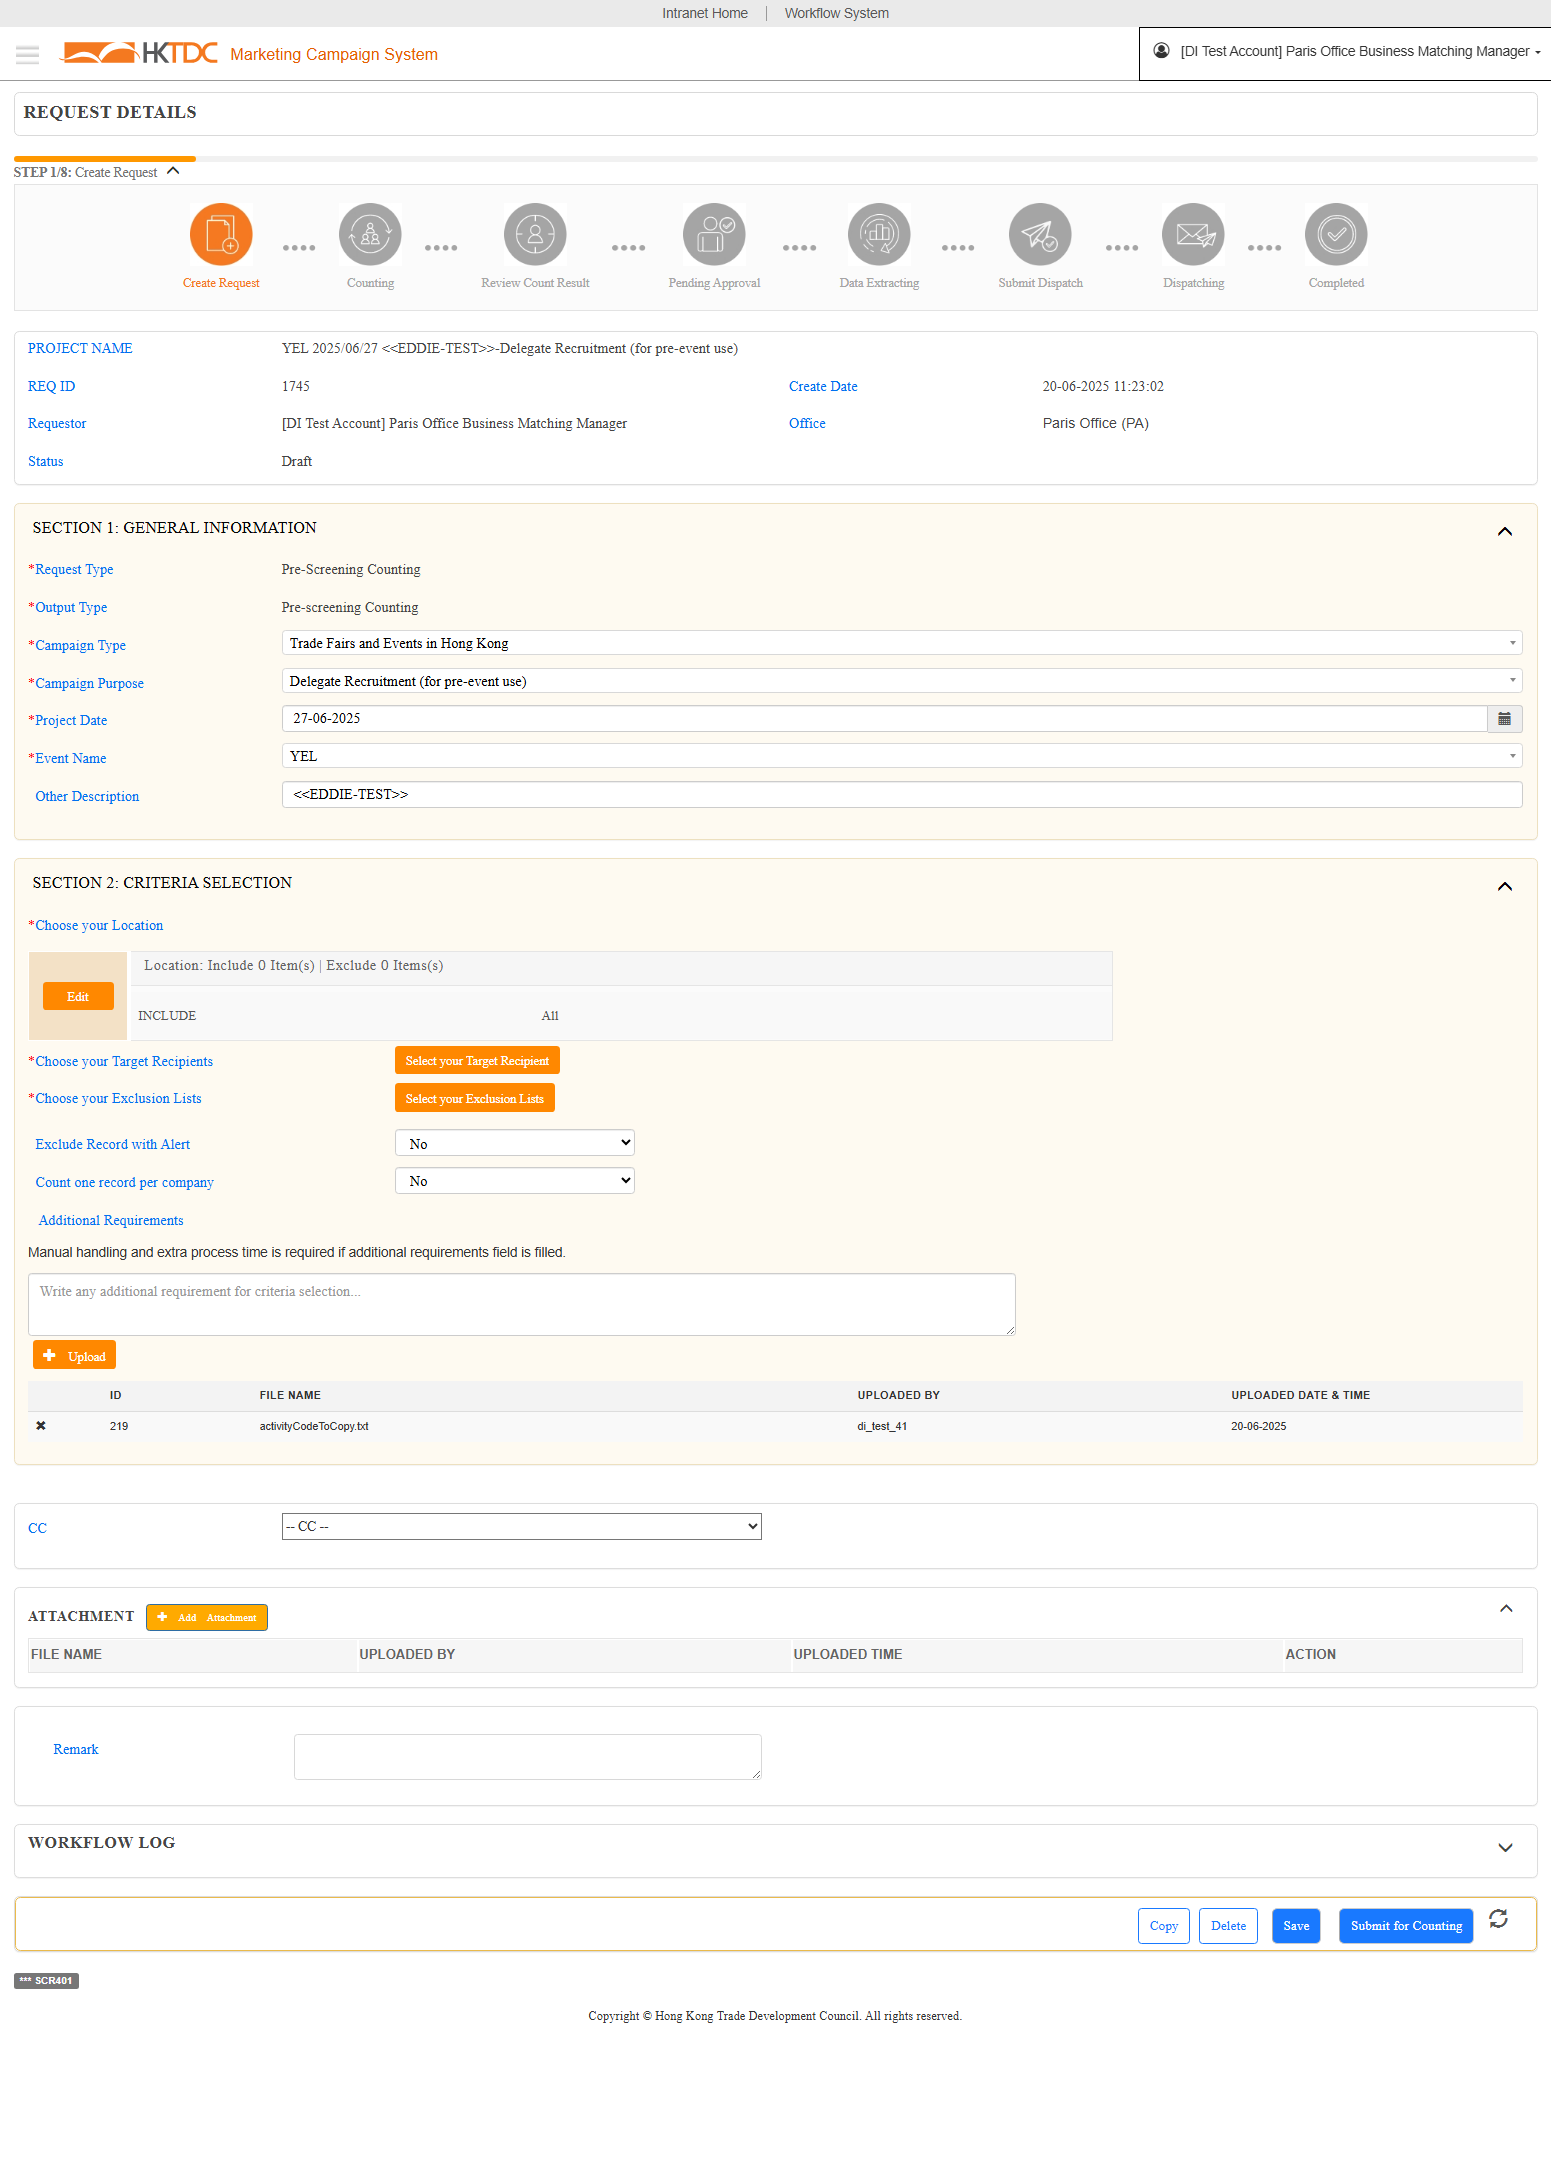 Intranet Home | Workflow System
HKTDC Marketing Campaign System
[DI Test Account] Paris Office Business Matching Manager
REQUEST DETAILS
STEP 1/8: Create Request
Create Request
Counting
Review Count Result
Pending Approval
Data Extracting
Submit Dispatch
Dispatching
Completed
PROJECT NAME YEL 2025/06/27 <<EDDIE-TEST>>-Delegate Recruitment (for pre-event use)
REQ ID 1745 Create Date 20-06-2025 11:23:02
Requestor [DI Test Account] Paris Office Business Matching Manager Office Paris Office (PA)
Status Draft
SECTION 1: GENERAL INFORMATION
*Request Type Pre-Screening Counting
*Output Type Pre-screening Counting
*Campaign Type Trade Fairs and Events in Hong Kong
*Campaign Purpose Delegate Recruitment (for pre-event use)
*Project Date 27-06-2025
*Event Name YEL
Other Description <<EDDIE-TEST>>
SECTION 2: CRITERIA SELECTION
*Choose your Location
Location: Include 0 Item(s) | Exclude 0 Items(s)
Edit
INCLUDE All
*Choose your Target Recipients Select your Target Recipient
*Choose your Exclusion Lists Select your Exclusion Lists
Exclude Record with Alert No
Count one record per company No
Additional Requirements
Manual handling and extra process time is required if additional requirements field is filled.
Write any additional requirement for criteria selection...
Upload
ID FILE NAME UPLOADED BY UPLOADED DATE & TIME
219 activityCodeToCopy.txt di_test_41 20-06-2025
CC -- CC --
ATTACHMENT Add Attachment
FILE NAME UPLOADED BY UPLOADED TIME ACTION
Remark
WORKFLOW LOG
Copy Delete Save Submit for Counting
*** SCR401
Copyright © Hong Kong Trade Development Council. All rights reserved.